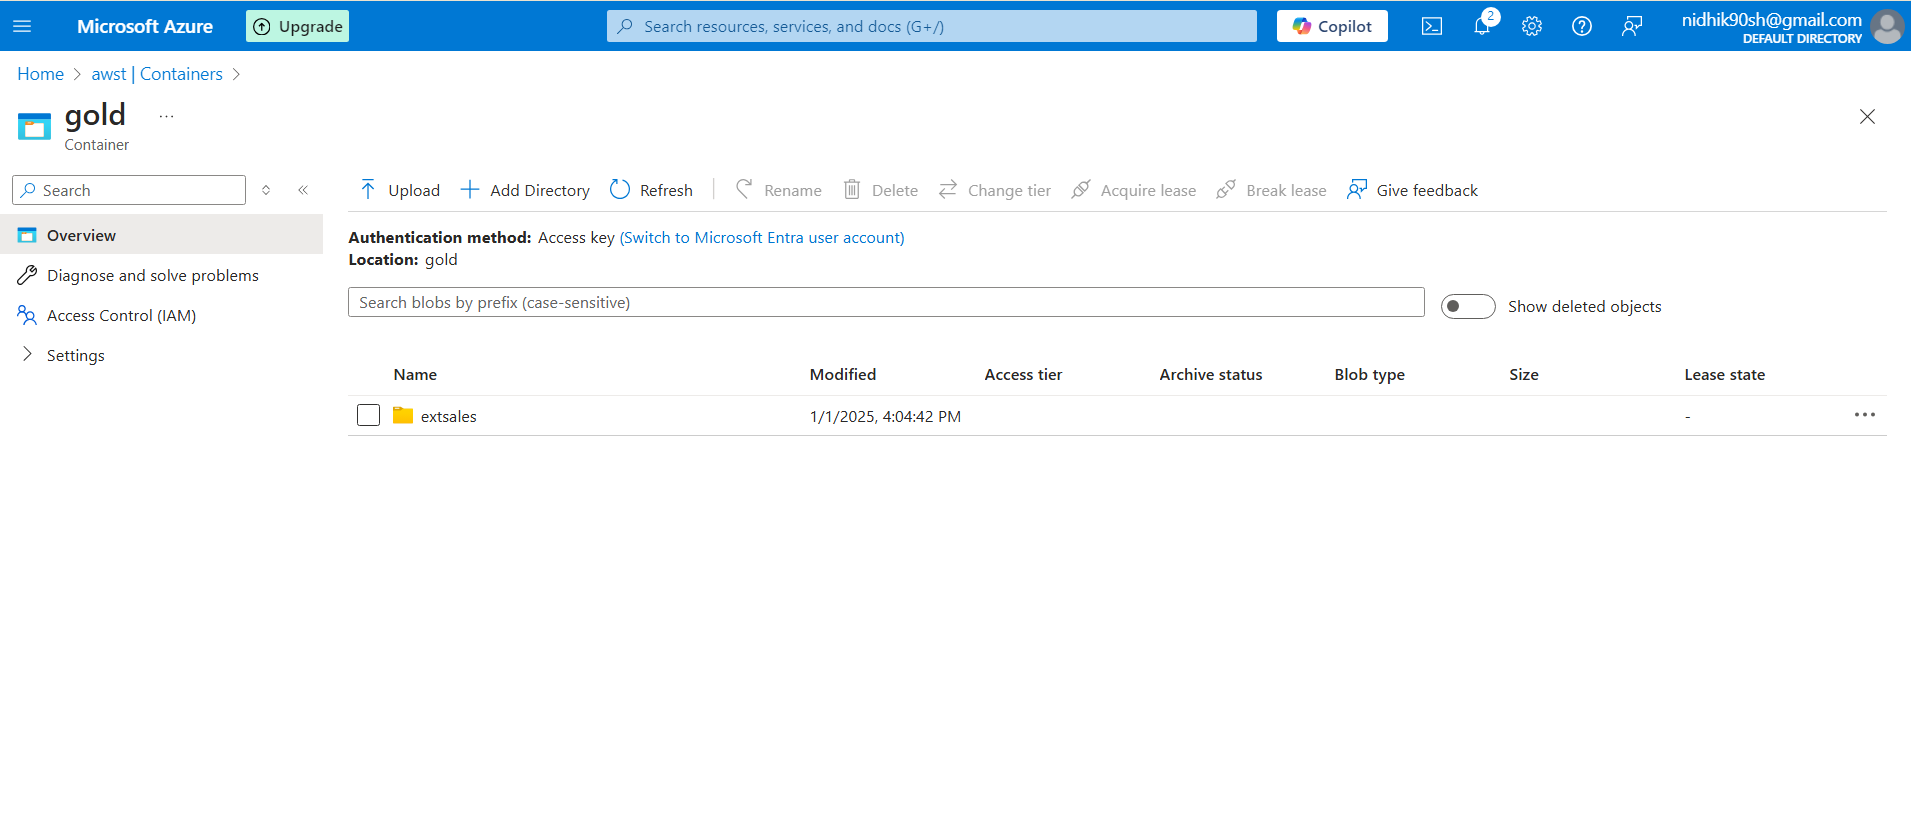 Microsoft Azure
Upgrade
Search resources, services, and docs (G+/)
Copilot
2
nidhik90sh@gmail.com
DEFAULT DIRECTORY
Home > awst | Containers >
gold ...
Container
Search
Overview
Diagnose and solve problems
Access Control (IAM)
Settings
Upload Add Directory Refresh Rename Delete Change tier Acquire lease Break lease Give feedback
Authentication method: Access key (Switch to Microsoft Entra user account)
Location: gold
Search blobs by prefix (case-sensitive)
Show deleted objects
Name Modified Access tier Archive status Blob type Size Lease state
extsales 1/1/2025, 4:04:42 PM -